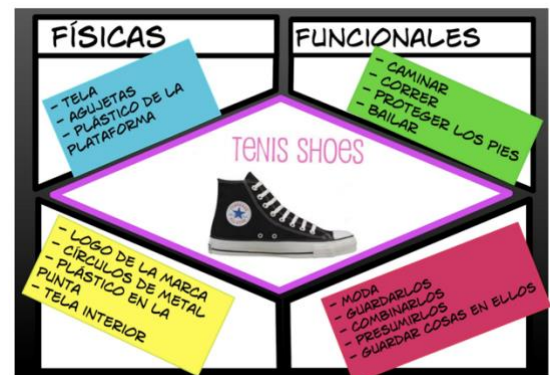 FÍSICAS
- TELA
- AGUJETAS
- PLÁSTICO DE LA
PLATAFORMA
FUNCIONALES
- CAMINAR
- CORRER
- PROTEGER LOS PIES
- BAILAR
TENIS SHOES
- LOGO DE LA MARCA
- CÍRCULOS DE METAL
- PLÁSTICO EN LA
PUNTA
- TELA INTERIOR
- MODA
- GUARDARLOS
- COMBINARLOS
- PRESUMIRLOS
- GUARDAR COSAS EN ELLOS